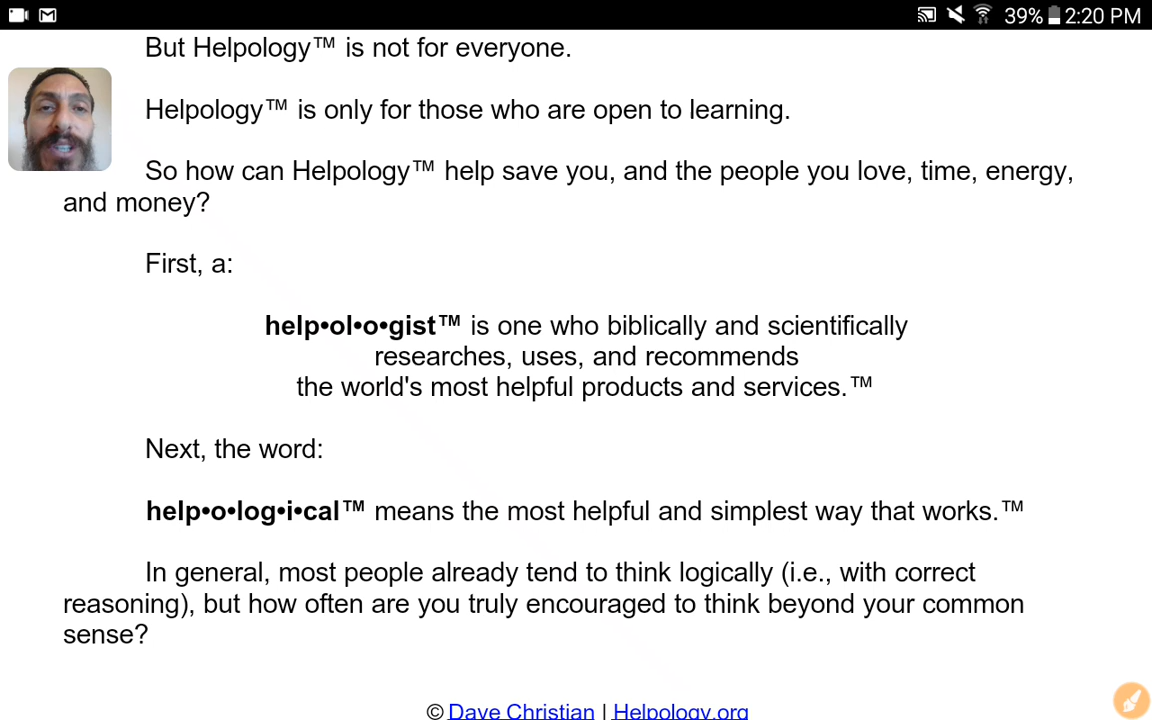 39% 2:20 PM
But Helpology™ is not for everyone.
Helpology™ is only for those who are open to learning.
So how can Helpology™ help save you, and the people you love, time, energy,
and money?
First, a:
help•ol•o•gist™ is one who biblically and scientifically
researches, uses, and recommends
the world's most helpful products and services.™
Next, the word:
help•o•log•i•cal™ means the most helpful and simplest way that works.™
In general, most people already tend to think logically (i.e., with correct
reasoning), but how often are you truly encouraged to think beyond your common
sense?
© Dave Christian | Helpology.org